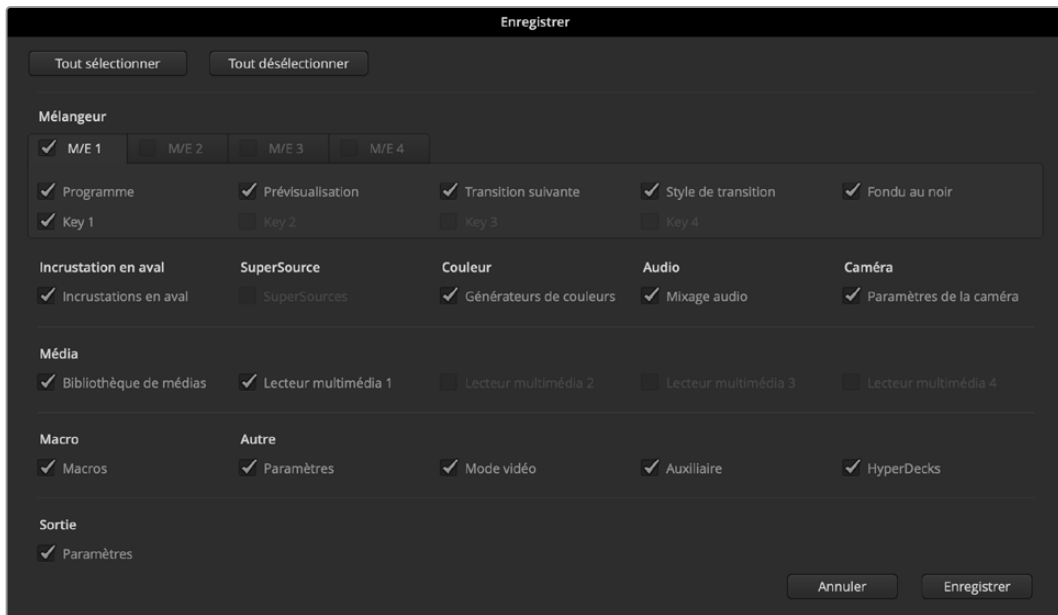 Enregistrer
Tout sélectionner Tout désélectionner
Mélangeur
M/E 1 M/E 2 M/E 3 M/E 4
Programme Prévisualisation Transition suivante Style de transition Fondu au noir
Key 1 Key 2 Key 3 Key 4
Incrustation en aval SuperSource Couleur Audio Caméra
Incrustations en aval SuperSources Générateurs de couleurs Mixage audio Paramètres de la caméra
Média
Bibliothèque de médias Lecteur multimédia 1 Lecteur multimédia 2 Lecteur multimédia 3 Lecteur multimédia 4
Macro Autre
Macros Paramètres Mode vidéo Auxiliaire HyperDecks
Sortie
Paramètres
Annuler Enregistrer